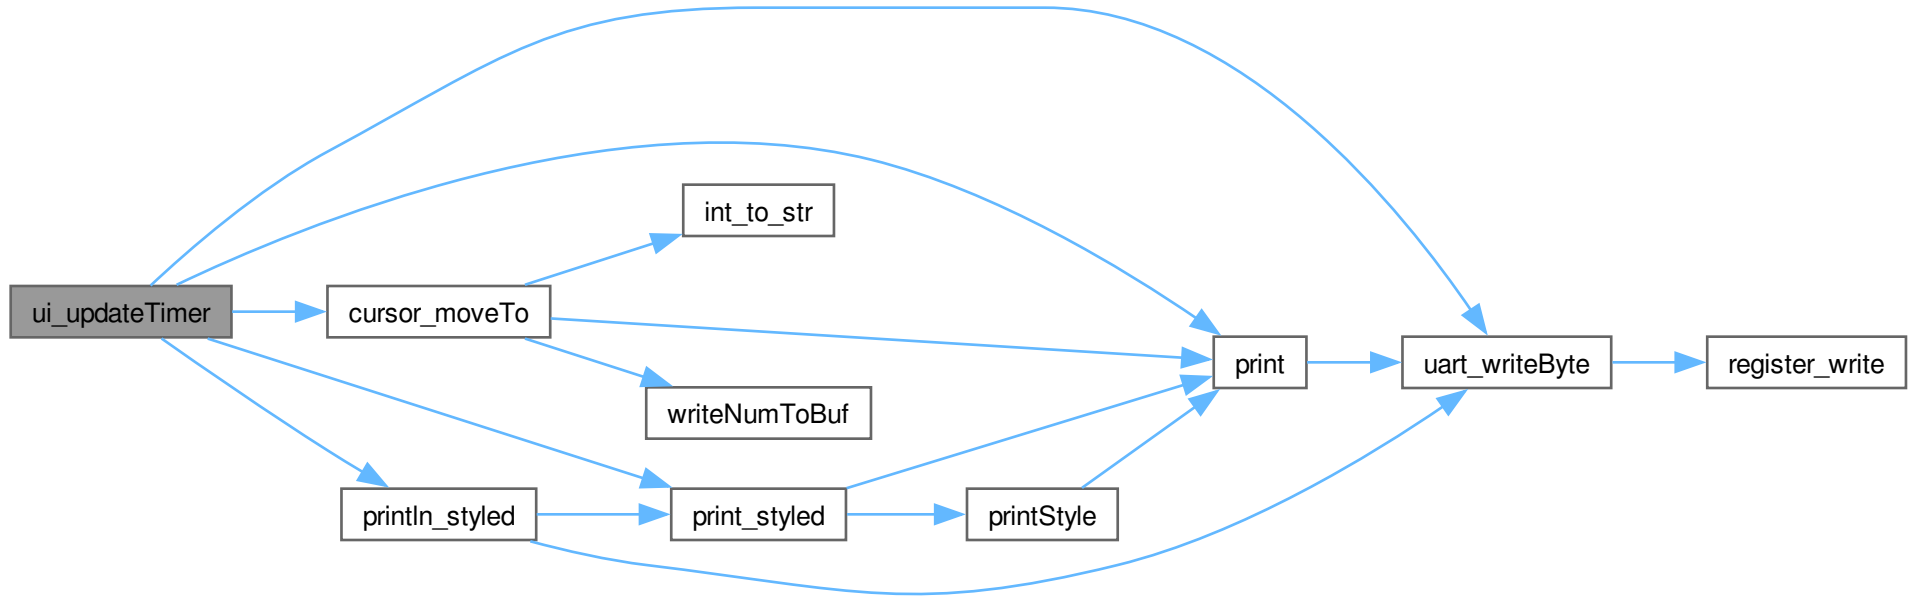 int_to_str
ui_updateTimer
cursor_moveTo
print
uart_writeByte
register_write
writeNumToBuf
println_styled
print_styled
printStyle